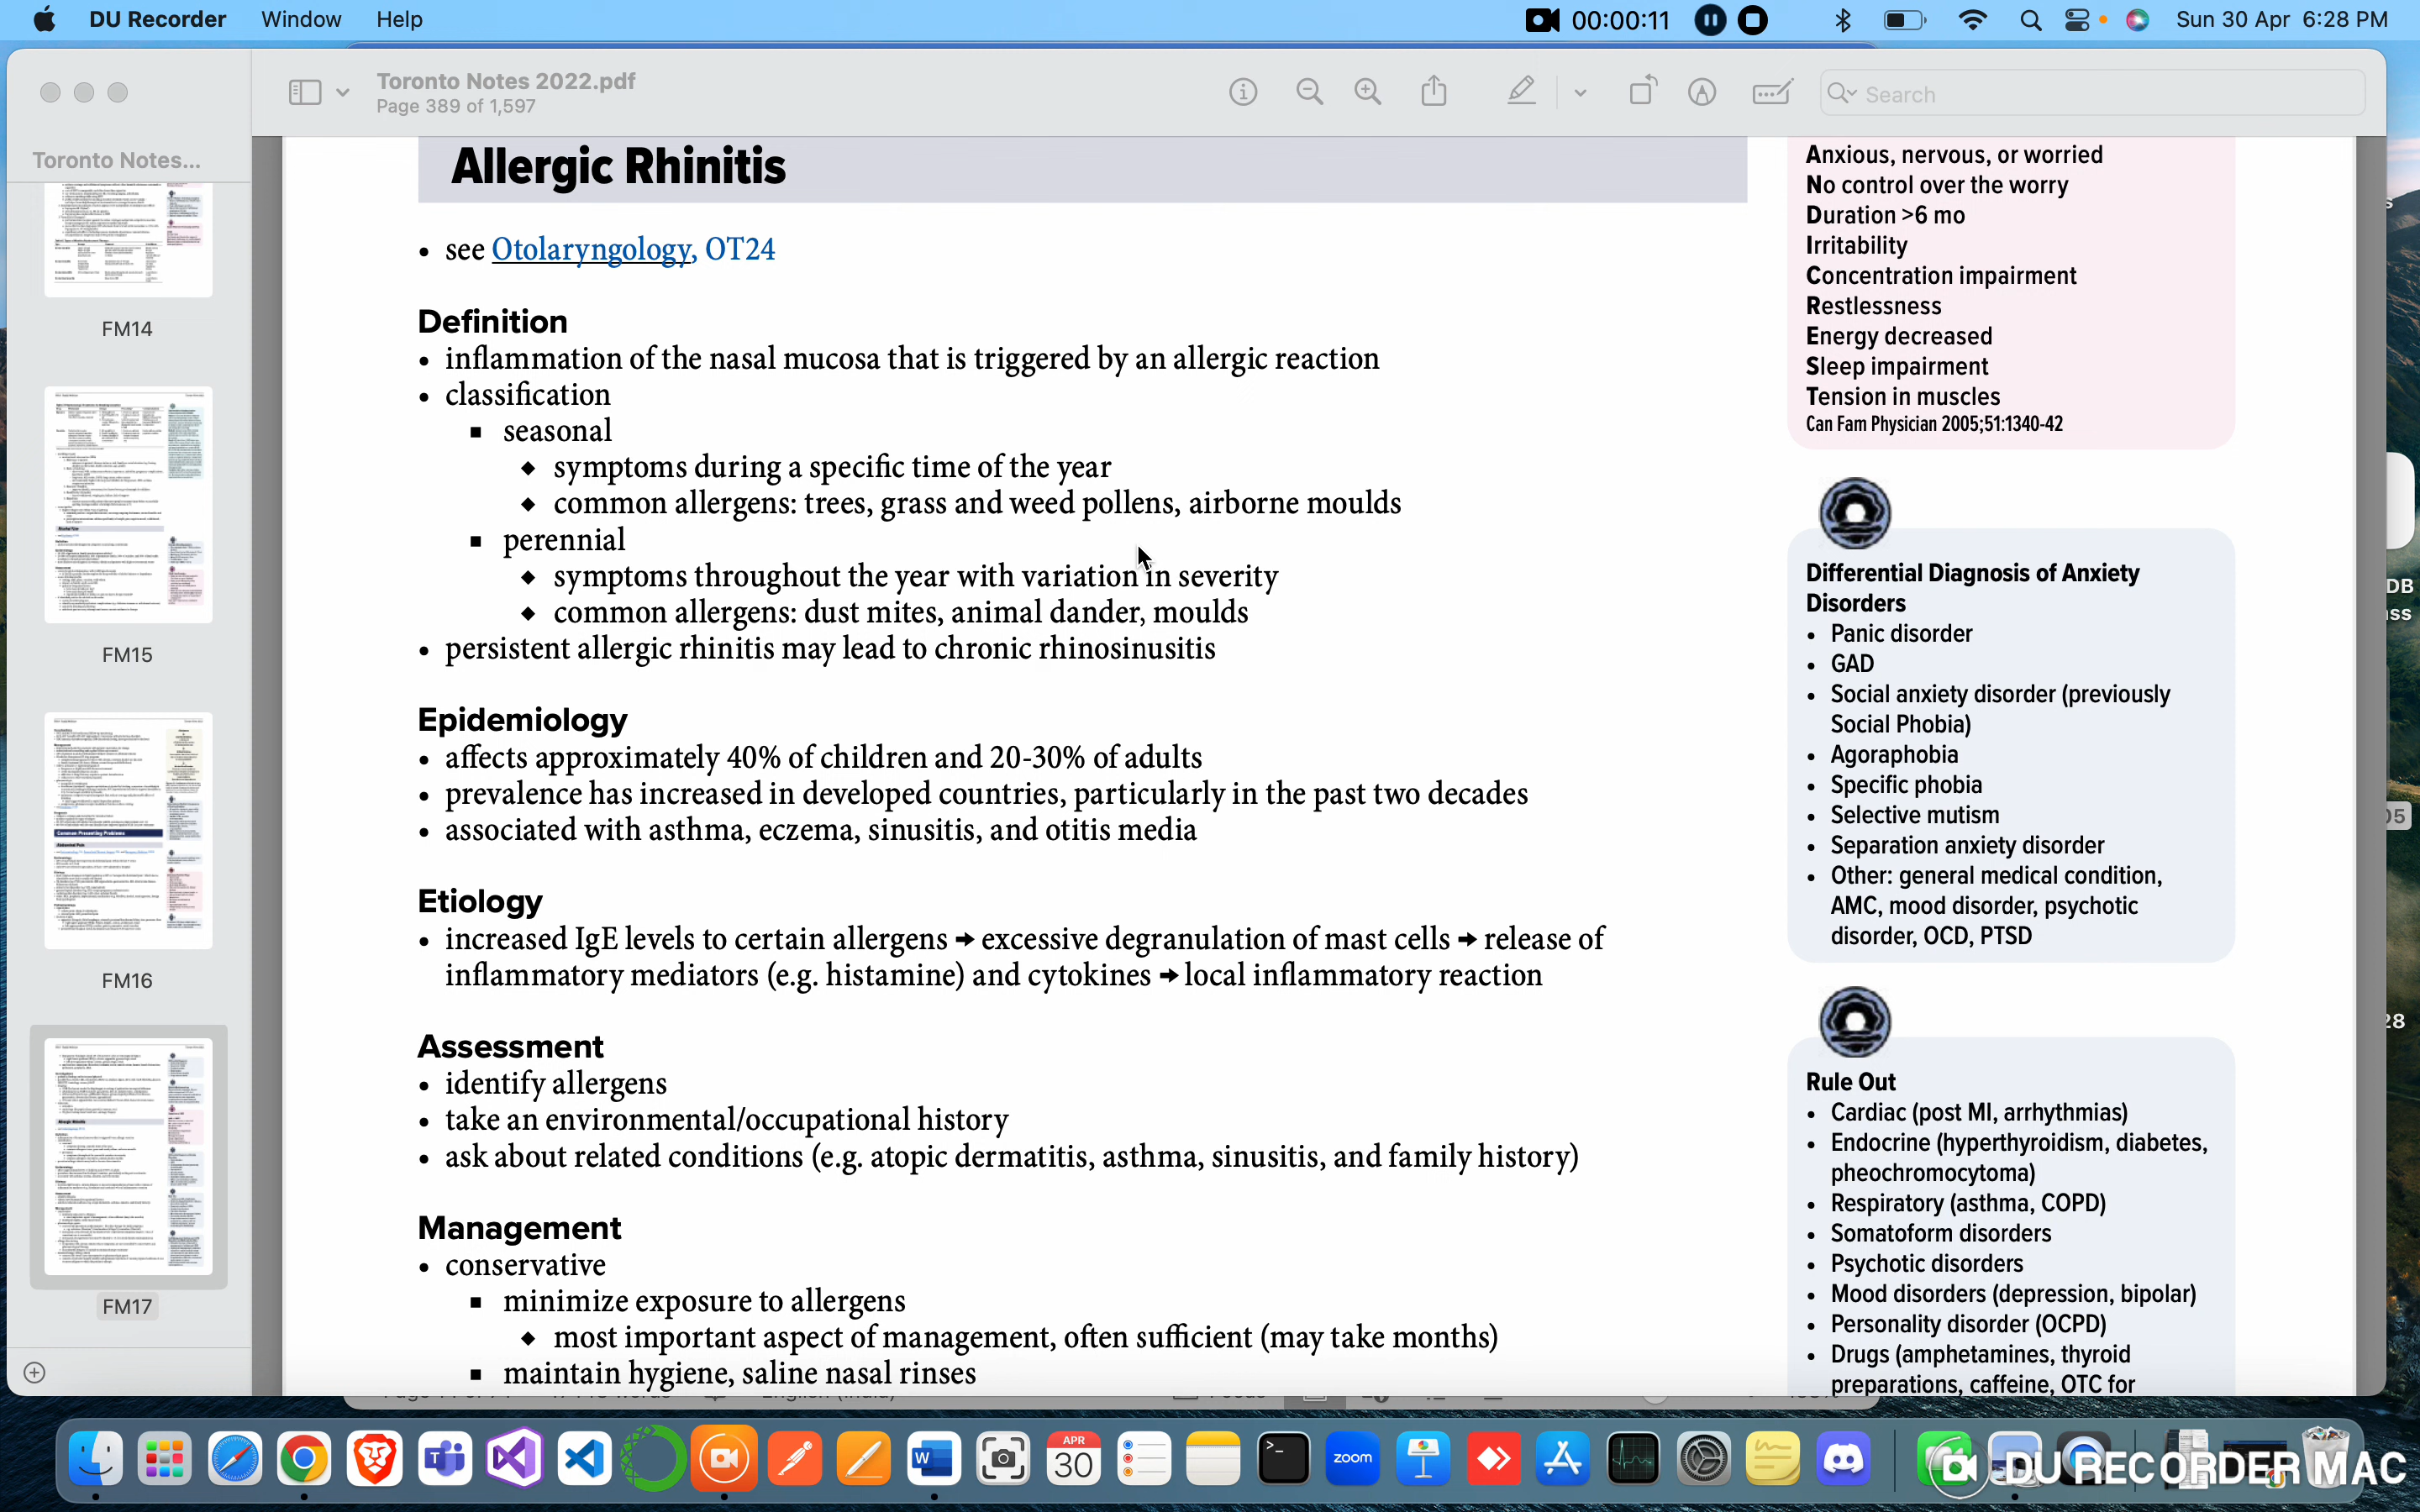 DU Recorder Window Help
00:00:11
Sun 30 Apr 6:28 PM
Toronto Notes 2022.pdf
Page 389 of 1,597
Search
Toronto Notes...
FM14
FM15
FM16
FM17
Allergic Rhinitis
• see Otolaryngology, OT24
Definition
• inflammation of the nasal mucosa that is triggered by an allergic reaction
• classification
▪ seasonal
◆ symptoms during a specific time of the year
◆ common allergens: trees, grass and weed pollens, airborne moulds
▪ perennial
◆ symptoms throughout the year with variation in severity
◆ common allergens: dust mites, animal dander, moulds
• persistent allergic rhinitis may lead to chronic rhinosinusitis
Epidemiology
• affects approximately 40% of children and 20-30% of adults
• prevalence has increased in developed countries, particularly in the past two decades
• associated with asthma, eczema, sinusitis, and otitis media
Etiology
• increased IgE levels to certain allergens → excessive degranulation of mast cells → release of
inflammatory mediators (e.g. histamine) and cytokines → local inflammatory reaction
Assessment
• identify allergens
• take an environmental/occupational history
• ask about related conditions (e.g. atopic dermatitis, asthma, sinusitis, and family history)
Management
• conservative
▪ minimize exposure to allergens
◆ most important aspect of management, often sufficient (may take months)
▪ maintain hygiene, saline nasal rinses
Anxious, nervous, or worried
No control over the worry
Duration >6 mo
Irritability
Concentration impairment
Restlessness
Energy decreased
Sleep impairment
Tension in muscles
Can Fam Physician 2005;51:1340-42
Differential Diagnosis of Anxiety
Disorders
• Panic disorder
• GAD
• Social anxiety disorder (previously
Social Phobia)
• Agoraphobia
• Specific phobia
• Selective mutism
• Separation anxiety disorder
• Other: general medical condition,
AMC, mood disorder, psychotic
disorder, OCD, PTSD
Rule Out
• Cardiac (post MI, arrhythmias)
• Endocrine (hyperthyroidism, diabetes,
pheochromocytoma)
• Respiratory (asthma, COPD)
• Somatoform disorders
• Psychotic disorders
• Mood disorders (depression, bipolar)
• Personality disorder (OCPD)
• Drugs (amphetamines, thyroid
preparations, caffeine, OTC for
DB
APR
30
zoom
DU RECORDER MAC